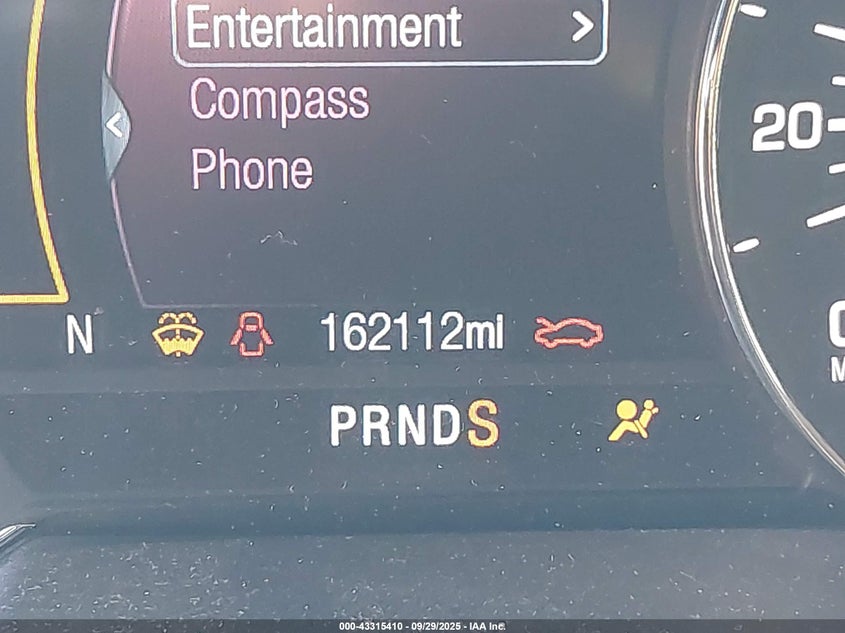 Entertainment >
Compass
<
Phone
20
N 162112mi
PRNDS
000-43315410 - 09/29/2025 - IAA Inc.